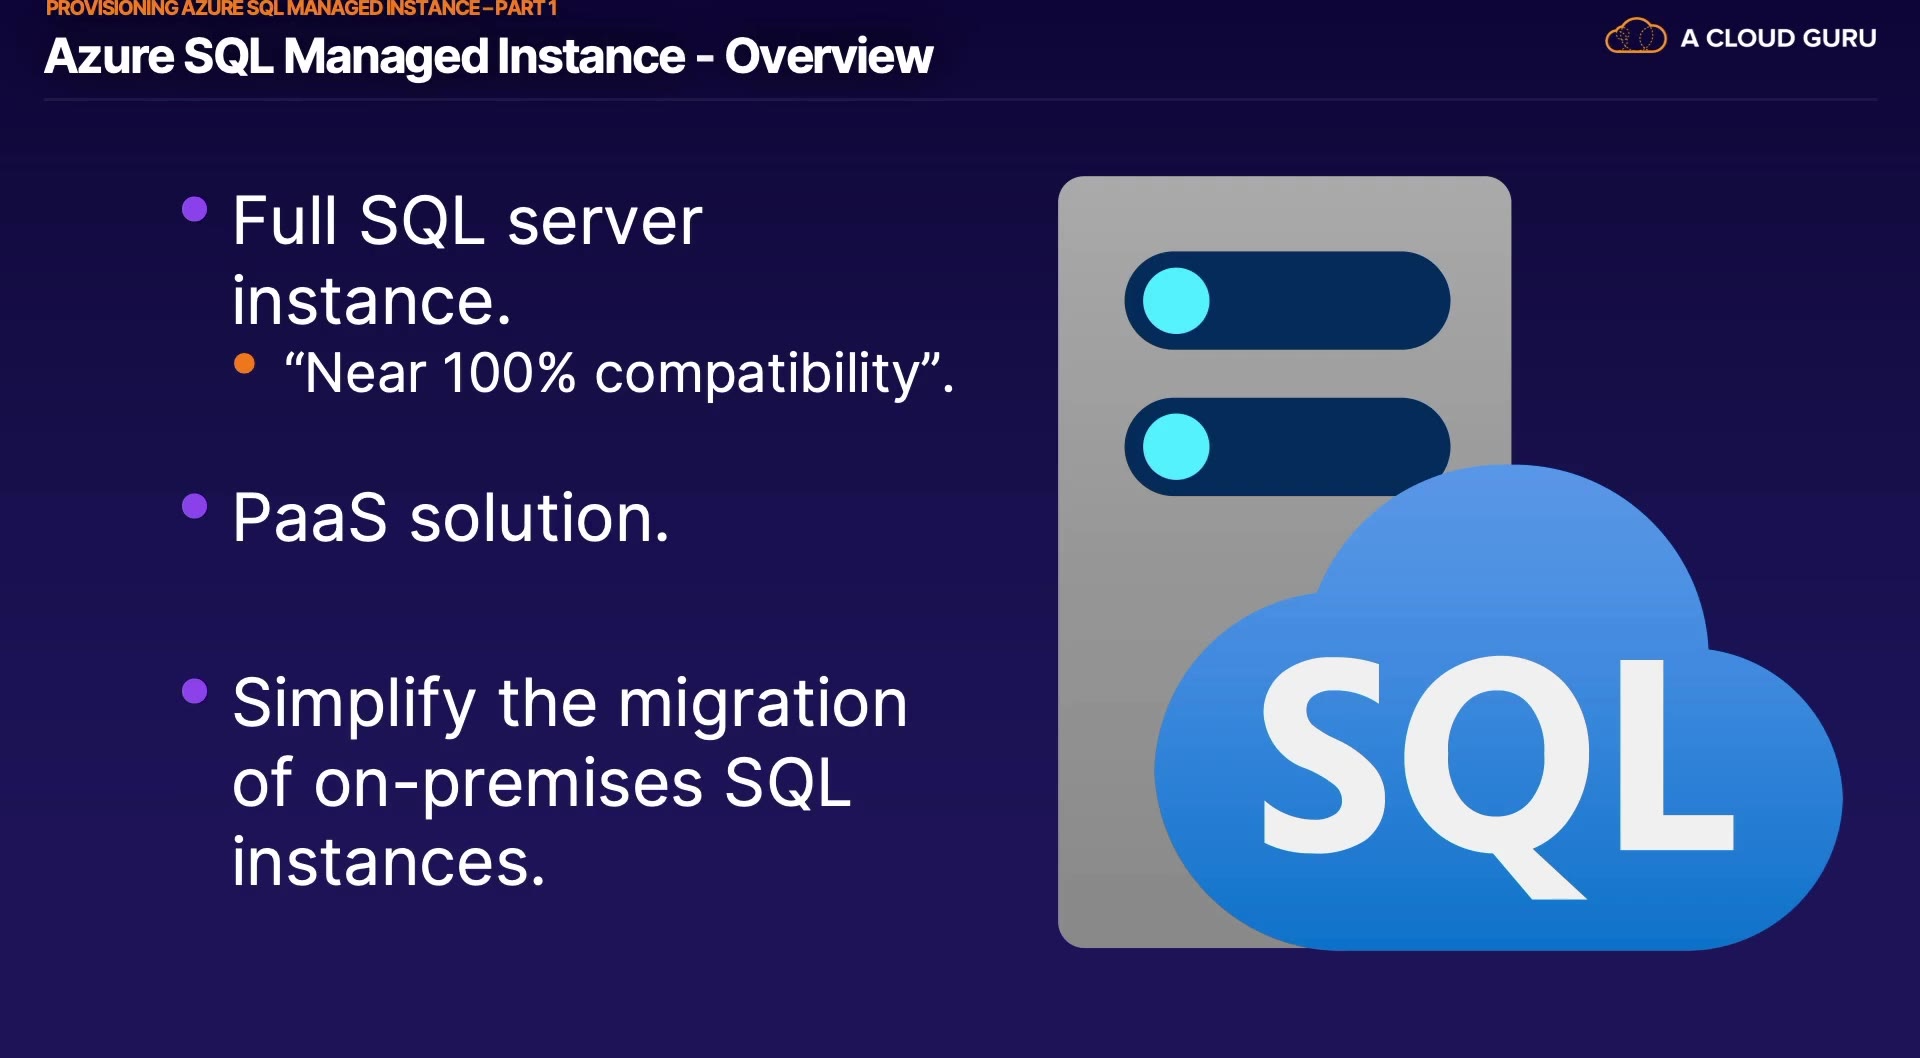 PROVISIONING AZURE SQL MANAGED INSTANCE – PART 1
Azure SQL Managed Instance - Overview
A CLOUD GURU
Full SQL server
instance.
“Near 100% compatibility”.
PaaS solution.
Simplify the migration
of on-premises SQL
instances.
SQL